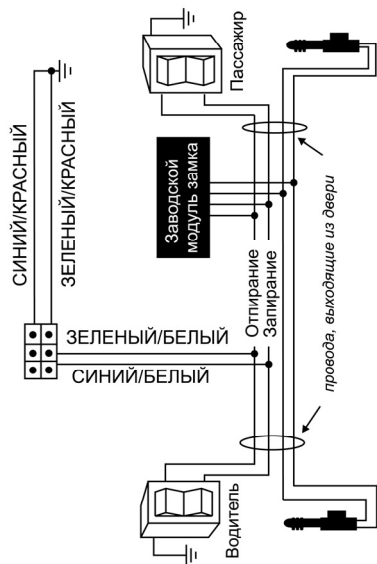 Пассажир
СИНИЙ/КРАСНЫЙ
ЗЕЛЕНЫЙ/КРАСНЫЙ
Заводской
модуль замка
Отпирание
Запирание
провода, выходящие из двери
ЗЕЛЕНЫЙ/БЕЛЫЙ
СИНИЙ/БЕЛЫЙ
Водитель